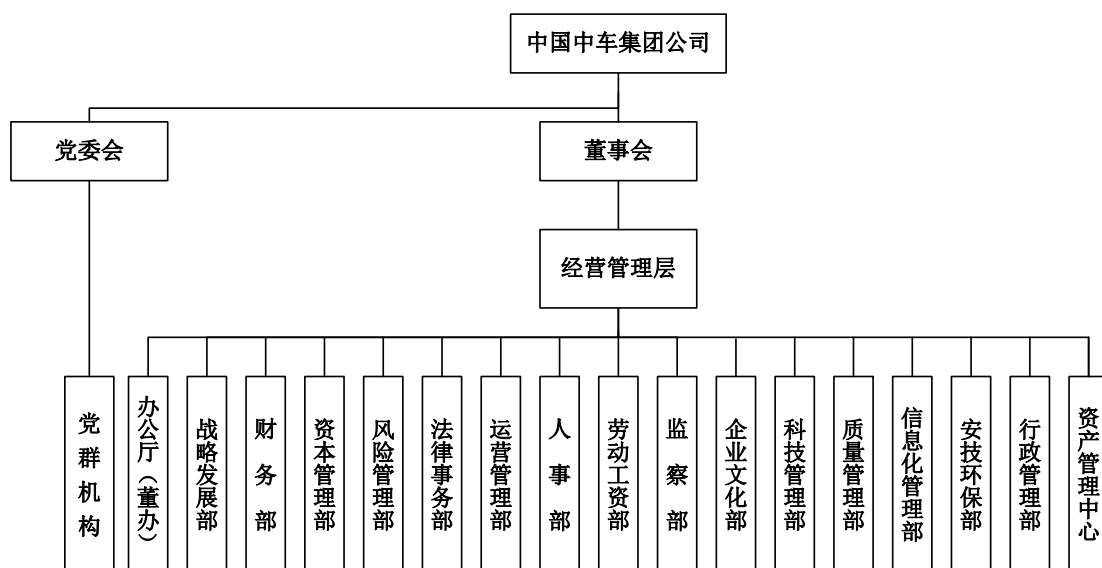 中国中车集团公司
党委会
董事会
经营管理层
党群机构
办公厅（董办）
战略发展部
财务部
资本管理部
风险管理部
法律事务部
运营管理部
人事部
劳动工资部
监察部
企业文化部
科技管理部
质量管理部
信息化管理部
安技环保部
行政管理部
资产管理中心